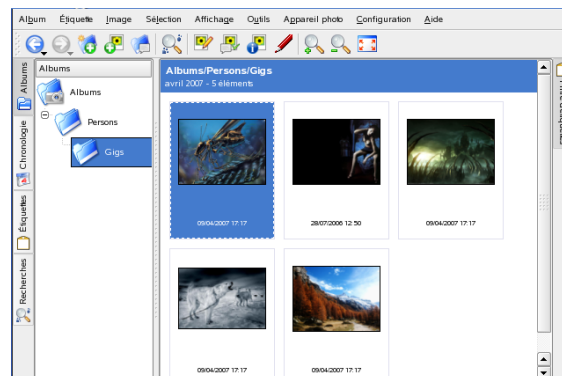 Album Étiquette Image Sélection Affichage Outils Appareil photo Configuration Aide
Albums
Chronologie
Étiquettes
Recherches
Albums
Albums
Persons
Gigs
Albums/Persons/Gigs
avril 2007 - 5 éléments
09/04/2007 17:17
28/07/2006 12:50
09/04/2007 17:17
09/04/2007 17:17
09/04/2007 17:17